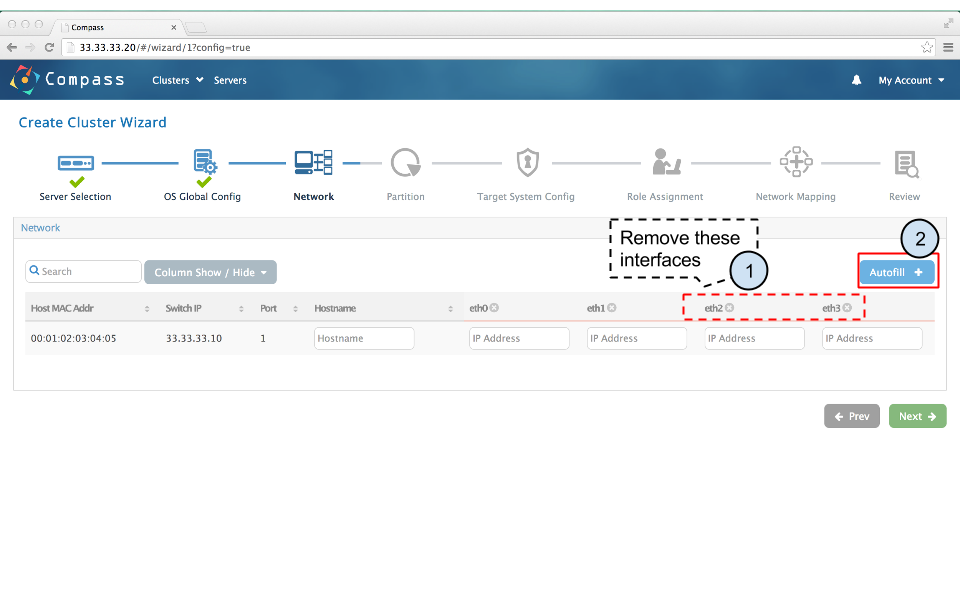 Compass
33.33.33.20/#/wizard/1?config=true
Compass Clusters Servers My Account
Create Cluster Wizard
Server Selection OS Global Config Network Partition Target System Config Role Assignment Network Mapping Review
Network
Remove these
interfaces
1
2
Search Column Show / Hide Autofill +
Host MAC Addr Switch IP Port Hostname eth0 eth1 eth2 eth3
00:01:02:03:04:05 33.33.33.10 1 Hostname IP Address IP Address IP Address IP Address
Prev Next